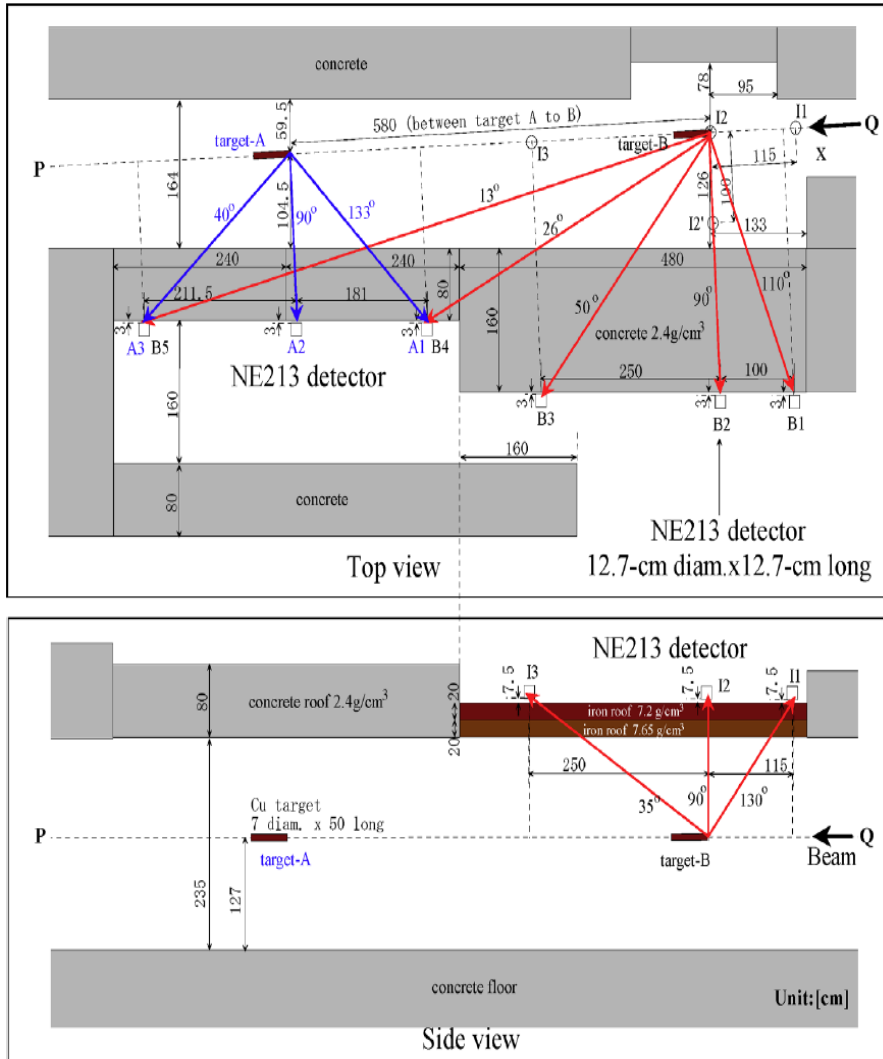 concrete
78
95
59.5
580 (between target A to B)
I2
I1
Q
target-A
target-B
I3
X
P
115
164
104.5
126
100
13°
40°
90°
133°
26°
I2'
133
240
240
80
480
110°
50°
90°
160
211.5
181
concrete 2.4g/cm³
3
3
3
A3 B5
A2
A1 B4
250
100
NE213 detector
3
3
3
B3
B2
B1
160
160
80
concrete
NE213 detector
12.7-cm diam.x12.7-cm long
Top view
NE213 detector
I3
I2
I1
7.5
7.5
7.5
concrete roof 2.4g/cm³
80
20
iron roof 7.2 g/cm³
iron roof 7.65 g/cm³
20
250
115
35°
90°
130°
Cu target
7 diam. x 50 long
P
Q
target-A
target-B
Beam
235
127
concrete floor
Unit:[cm]
Side view